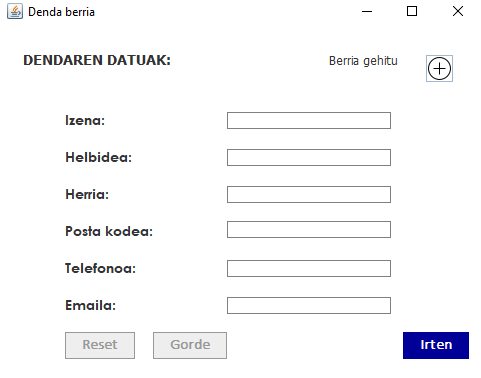 Denda berria
DENDAREN DATUAK:
Berria gehitu
Izena:
Helbidea:
Herria:
Posta kodea:
Telefonoa:
Emaila:
Reset
Gorde
Irten